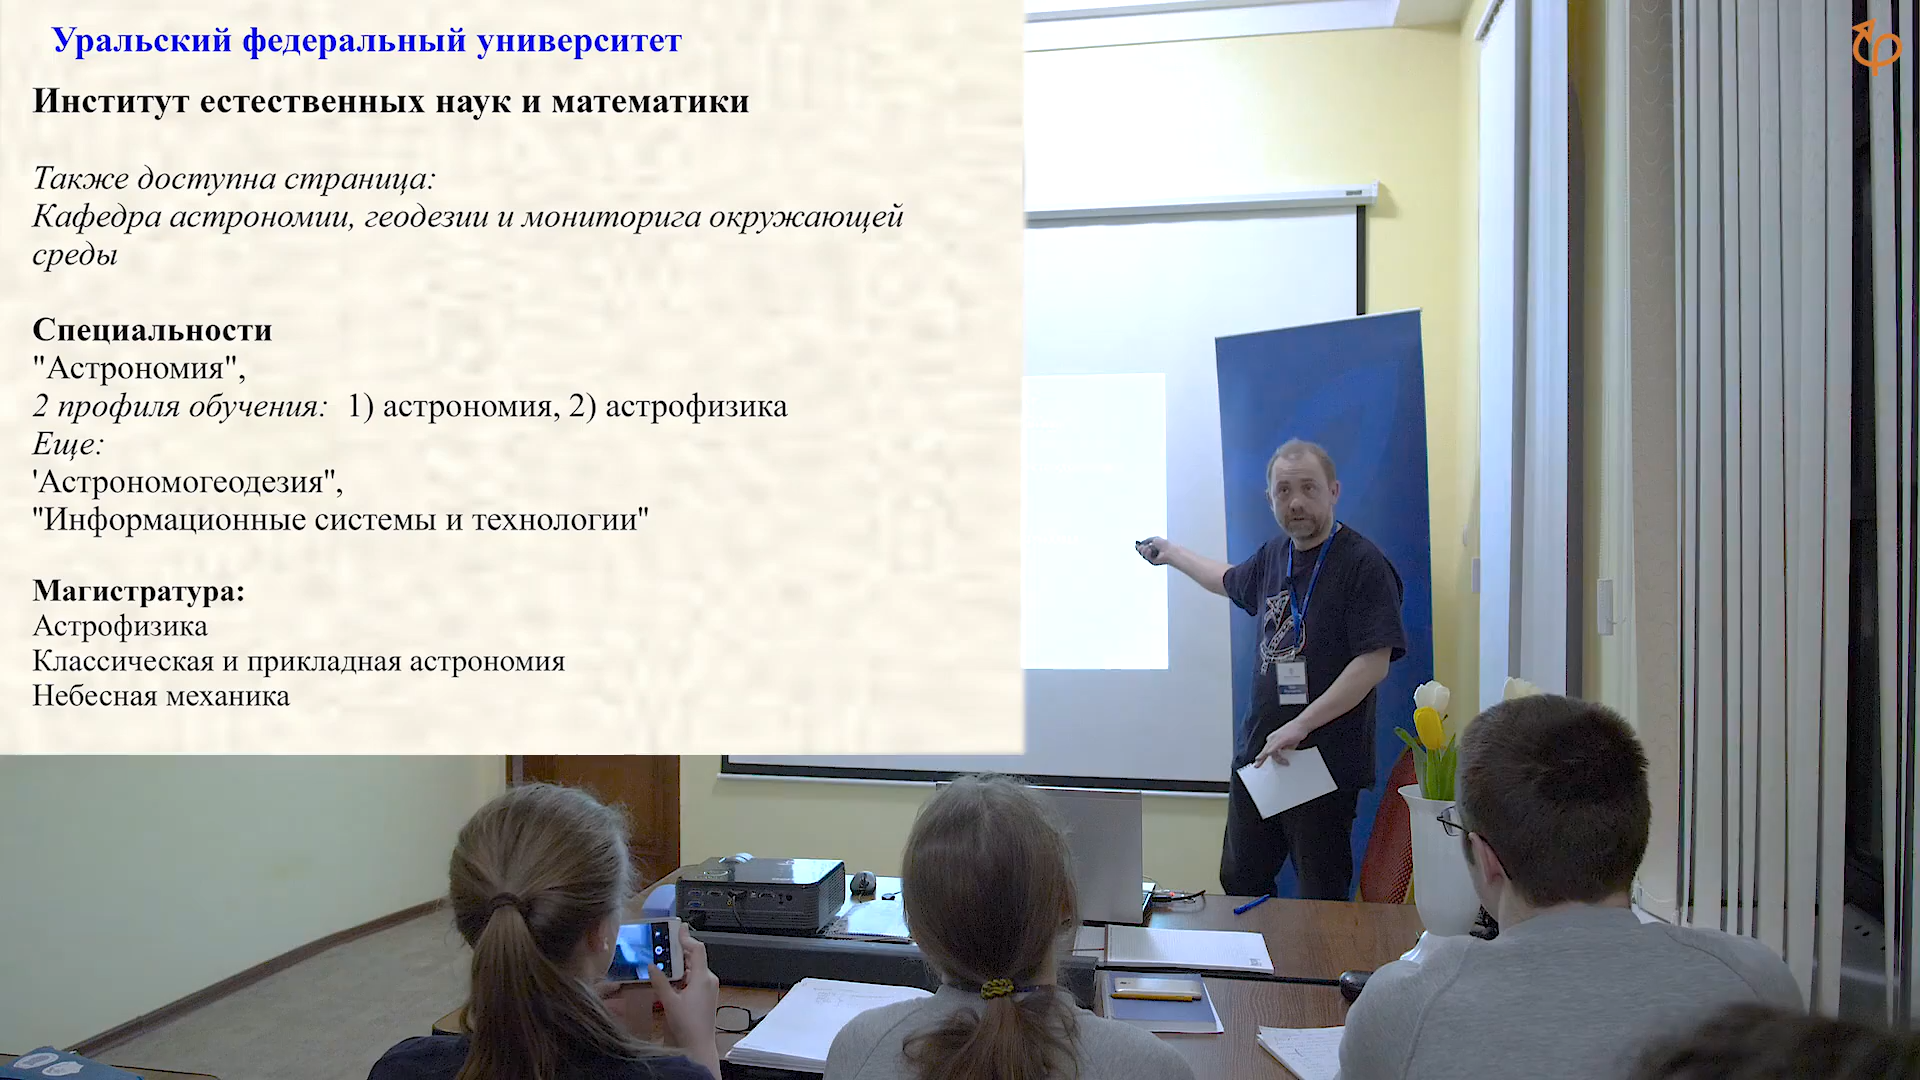 Уральский федеральный университет
Институт естественных наук и математики
Также доступна страница:
Кафедра астрономии, геодезии и мониторига окружающей
среды
Специальности
"Астрономия",
2 профиля обучения: 1) астрономия, 2) астрофизика
Еще:
'Астрономогеодезия",
"Информационные системы и технологии"
Магистратура:
Астрофизика
Классическая и прикладная астрономия
Небесная механика